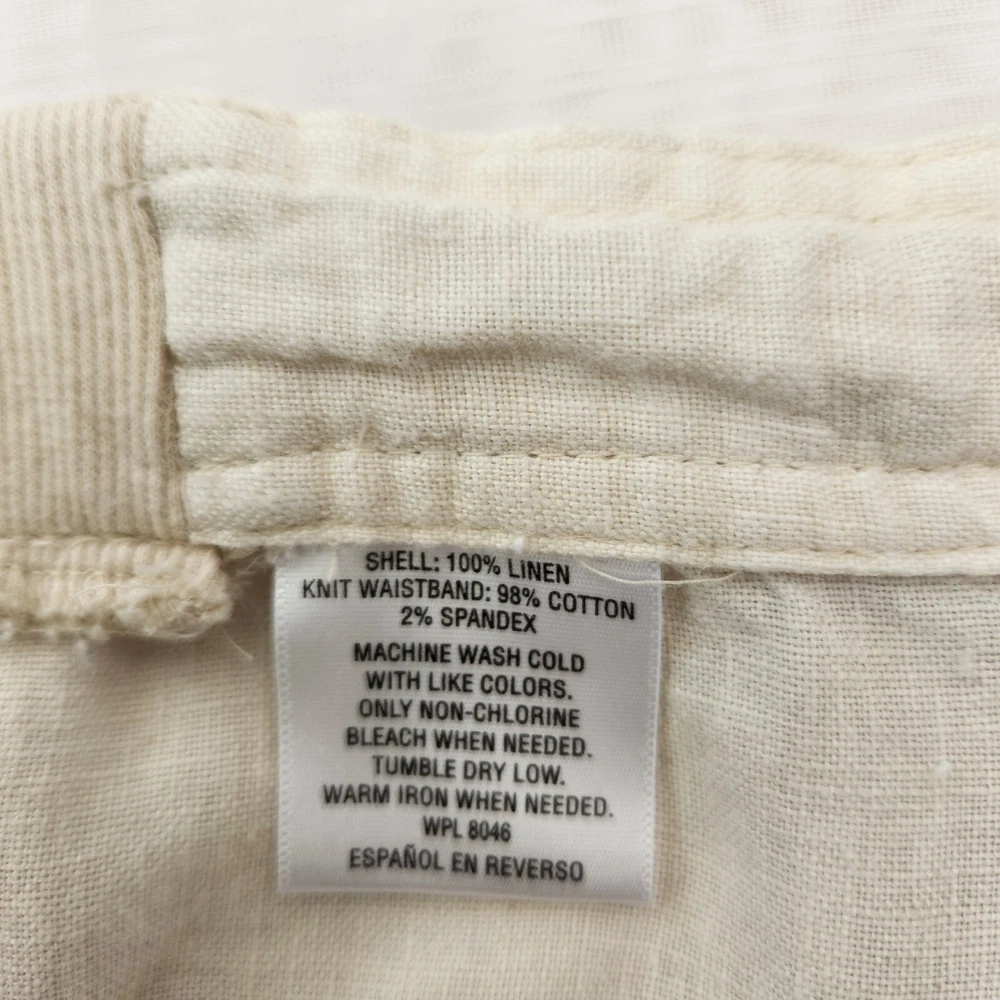 SHELL: 100% LINEN
KNIT WAISTBAND: 98% COTTON
2% SPANDEX
MACHINE WASH COLD
WITH LIKE COLORS.
ONLY NON-CHLORINE
BLEACH WHEN NEEDED.
TUMBLE DRY LOW.
WARM IRON WHEN NEEDED.
WPL 8046
ESPAÑOL EN REVERSO